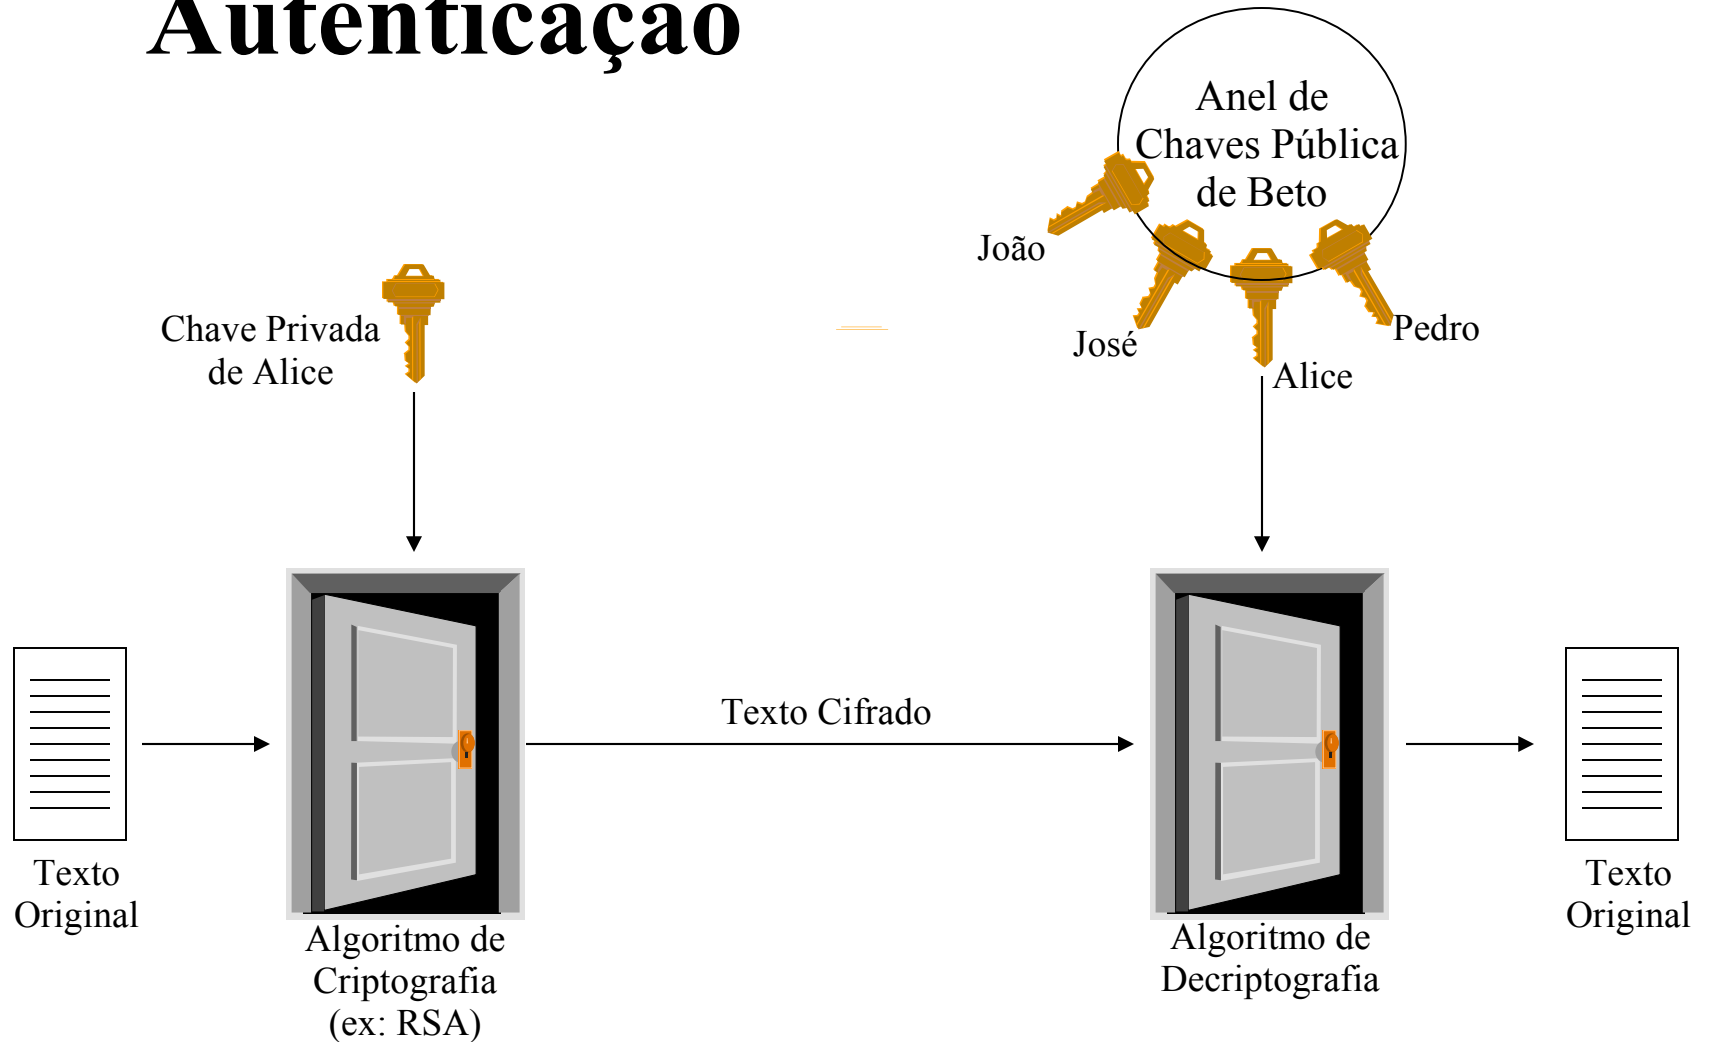 Autenticação
Anel de
Chaves Pública
de Beto
João
José
Alice
Pedro
Chave Privada
de Alice
Texto Cifrado
Texto
Original
Algoritmo de
Criptografia
(ex: RSA)
Algoritmo de
Decriptografia
Texto
Original